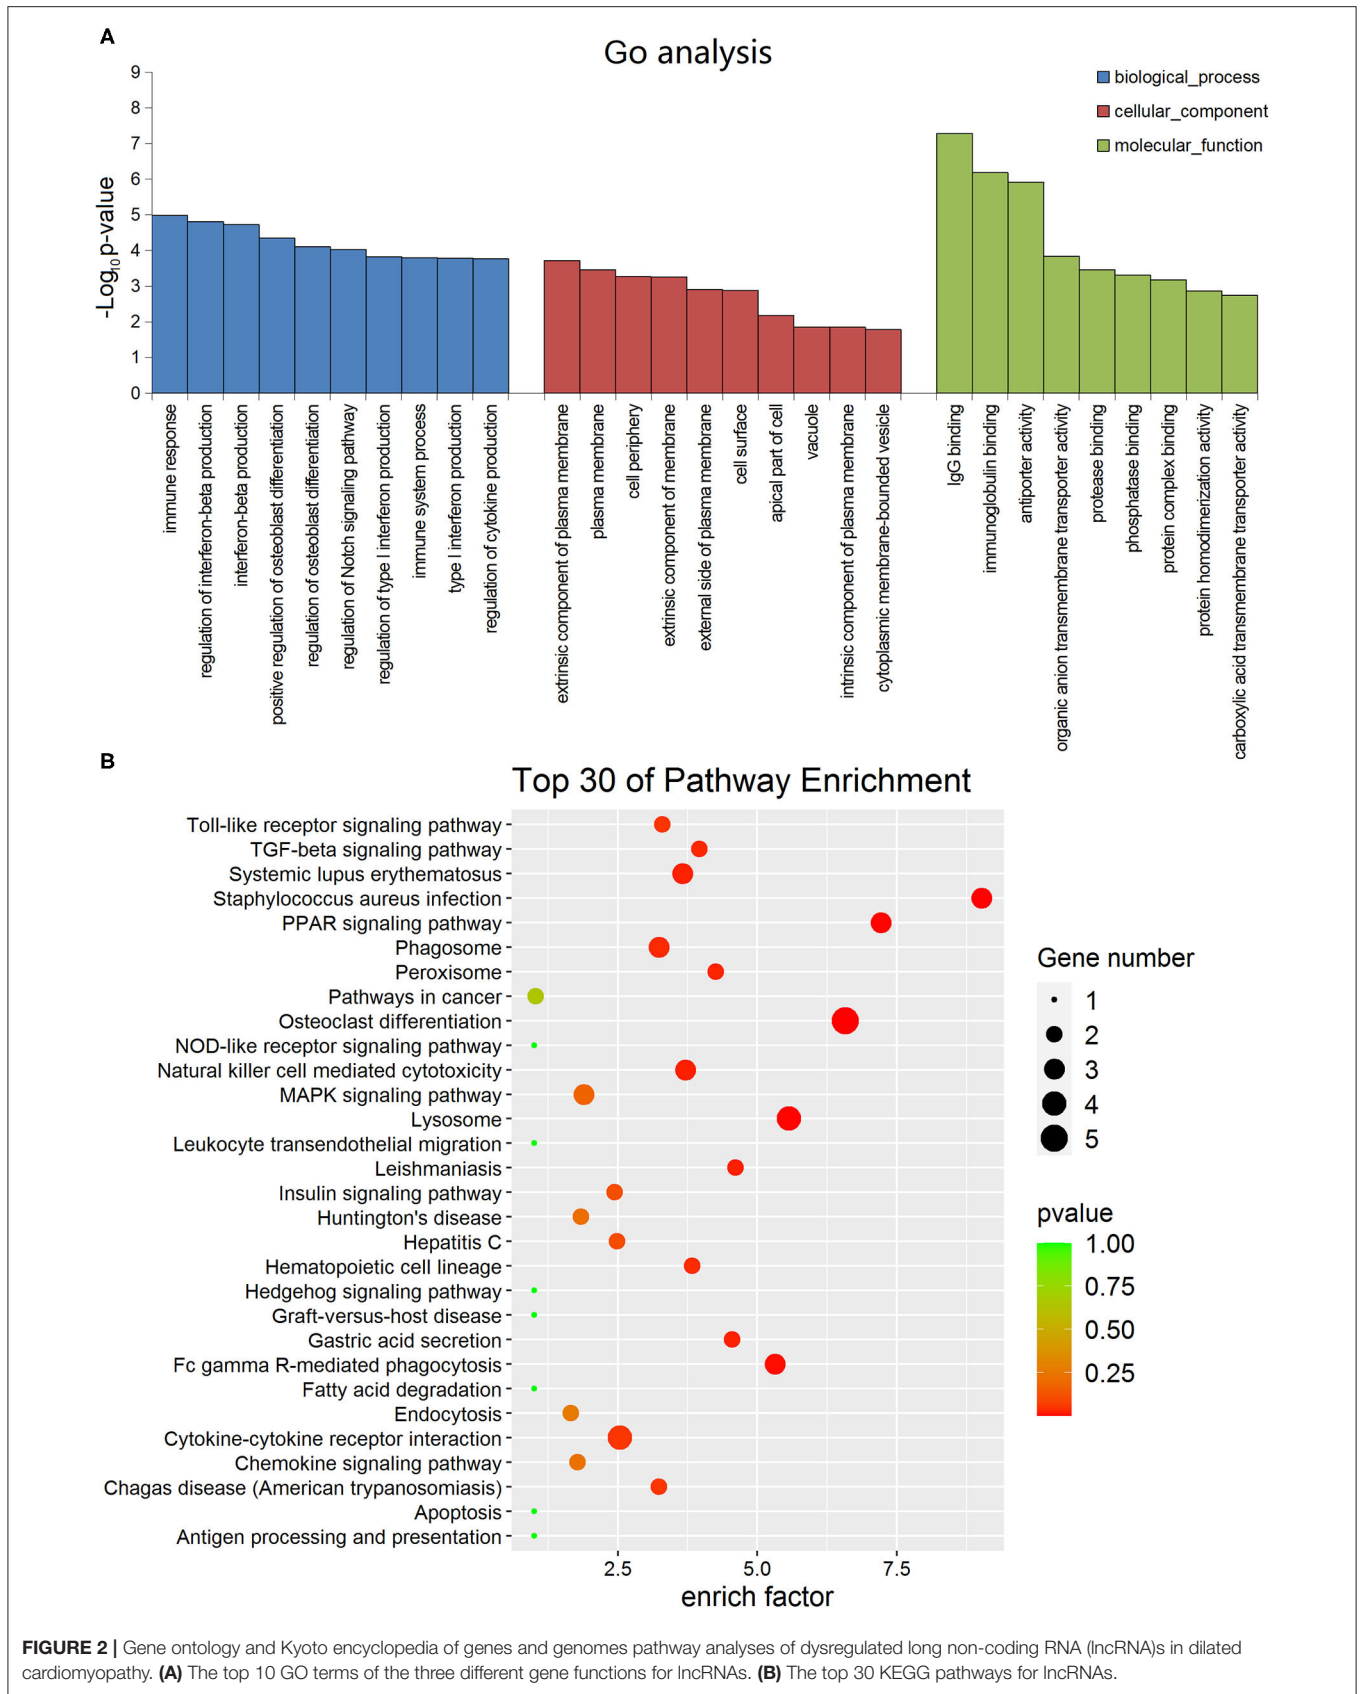 A
Go analysis
9
8
7
6
5
4
3
2
1
0
-Log10 p-value
biological_process
cellular_component
molecular_function
immune response
regulation of interferon-beta production
interferon-beta production
positive regulation of osteoblast differentiation
regulation of osteoblast differentiation
regulation of Notch signaling pathway
regulation of type I interferon production
immune system process
type I interferon production
regulation of cytokine production
extrinsic component of plasma membrane
plasma membrane
cell periphery
extrinsic component of membrane
external side of plasma membrane
cell surface
apical part of cell
vacuole
intrinsic component of plasma membrane
cytoplasmic membrane-bounded vesicle
IgG binding
immunoglobulin binding
antiporter activity
organic anion transmembrane transporter activity
protease binding
phosphatase binding
protein complex binding
protein homodimerization activity
carboxylic acid transmembrane transporter activity
B
Top 30 of Pathway Enrichment
Toll-like receptor signaling pathway
TGF-beta signaling pathway
Systemic lupus erythematosus
Staphylococcus aureus infection
PPAR signaling pathway
Phagosome
Peroxisome
Pathways in cancer
Osteoclast differentiation
NOD-like receptor signaling pathway
Natural killer cell mediated cytotoxicity
MAPK signaling pathway
Lysosome
Leukocyte transendothelial migration
Leishmaniasis
Insulin signaling pathway
Huntington's disease
Hepatitis C
Hematopoietic cell lineage
Hedgehog signaling pathway
Graft-versus-host disease
Gastric acid secretion
Fc gamma R-mediated phagocytosis
Fatty acid degradation
Endocytosis
Cytokine-cytokine receptor interaction
Chemokine signaling pathway
Chagas disease (American trypanosomiasis)
Apoptosis
Antigen processing and presentation
2.5 5.0 7.5
enrich factor
Gene number
1
2
3
4
5
pvalue
1.00
0.75
0.50
0.25
FIGURE 2 | Gene ontology and Kyoto encyclopedia of genes and genomes pathway analyses of dysregulated long non-coding RNA (lncRNA)s in dilated
cardiomyopathy. (A) The top 10 GO terms of the three different gene functions for lncRNAs. (B) The top 30 KEGG pathways for lncRNAs.